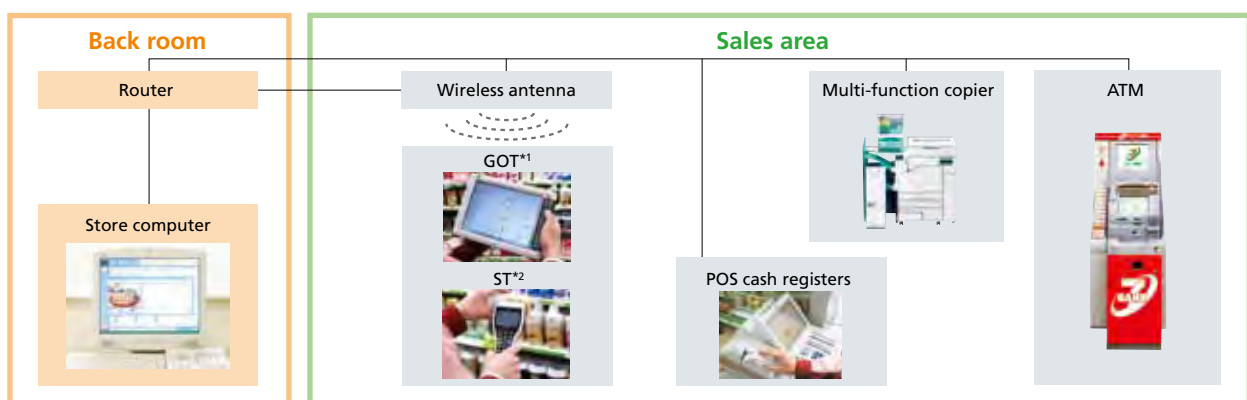 Back room
Sales area
Router
Wireless antenna
Multi-function copier
ATM
GOT*1
Store computer
ST*2
POS cash registers